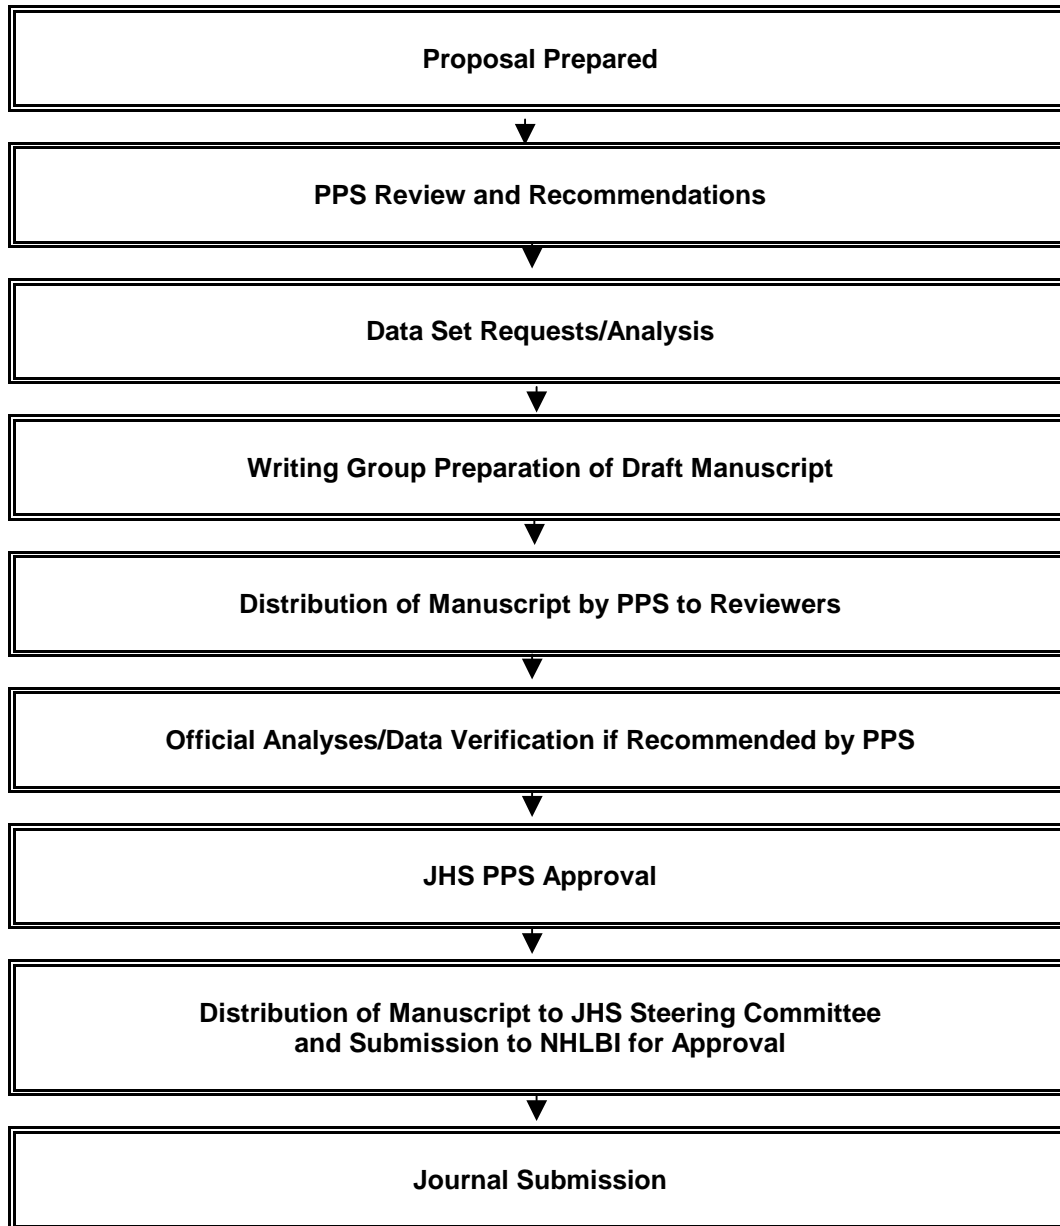 Proposal Prepared
PPS Review and Recommendations
Data Set Requests/Analysis
Writing Group Preparation of Draft Manuscript
Distribution of Manuscript by PPS to Reviewers
Official Analyses/Data Verification if Recommended by PPS
JHS PPS Approval
Distribution of Manuscript to JHS Steering Committee
and Submission to NHLBI for Approval
Journal Submission